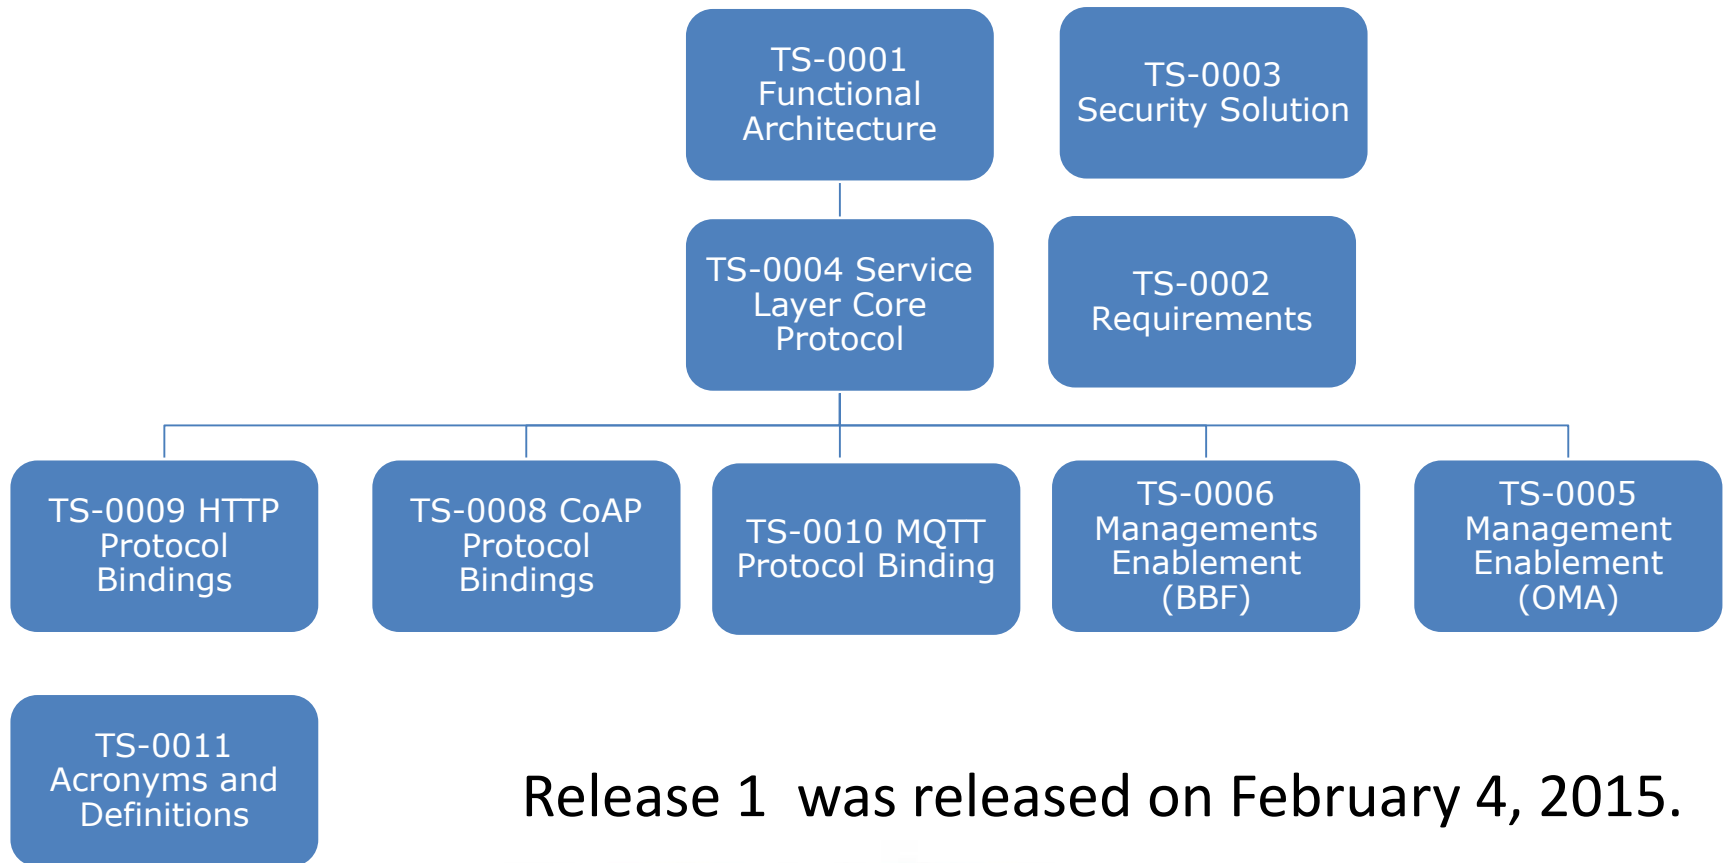 TS-0001
Functional
Architecture
TS-0003
Security Solution
TS-0004 Service
Layer Core
Protocol
TS-0002
Requirements
TS-0009 HTTP
Protocol
Bindings
TS-0008 CoAP
Protocol
Bindings
TS-0010 MQTT
Protocol Binding
TS-0006
Managements
Enablement
(BBF)
TS-0005
Management
Enablement
(OMA)
TS-0011
Acronyms and
Definitions
Release 1  was released on February 4, 2015.